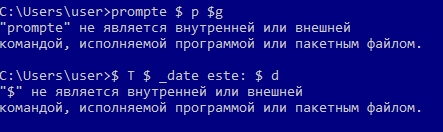 C:\Users\user>prompte $ p $g
"prompte" не является внутренней или внешней
командой, исполняемой программой или пакетным файлом.
C:\Users\user>$ T $ _date este: $ d
"$" не является внутренней или внешней
командой, исполняемой программой или пакетным файлом.